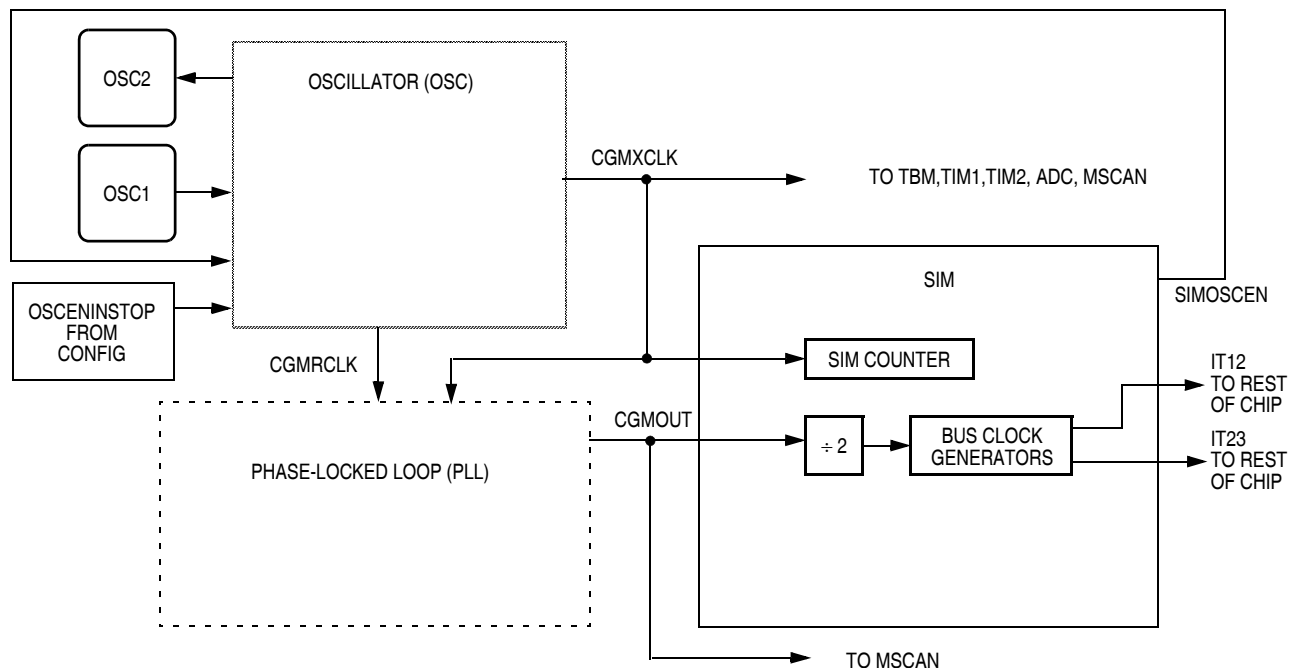 OSC2
OSCILLATOR (OSC)
CGMXCLK
TO TBM,TIM1,TIM2, ADC, MSCAN
OSC1
SIM
SIMOSCEN
OSCENINSTOP
FROM
CONFIG
CGMRCLK
SIM COUNTER
IT12
TO REST
OF CHIP
CGMOUT
÷ 2
BUS CLOCK
GENERATORS
IT23
TO REST
OF CHIP
PHASE-LOCKED LOOP (PLL)
TO MSCAN